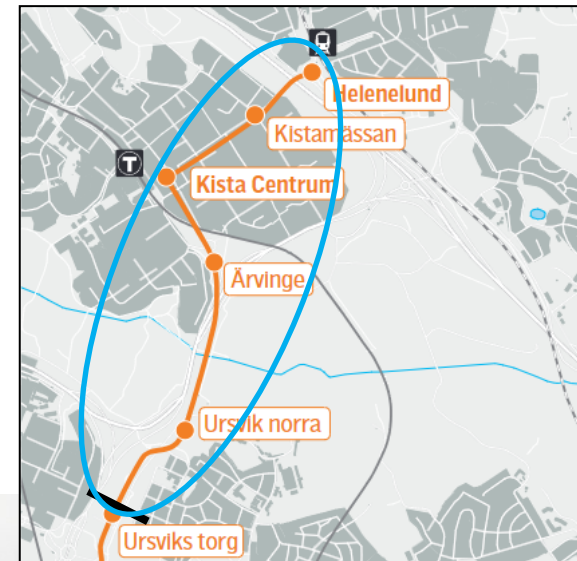 Helenelund
Kistamässan
T
Kista Centrum
Ärvinge
Ursvik norra
Ursviks torg